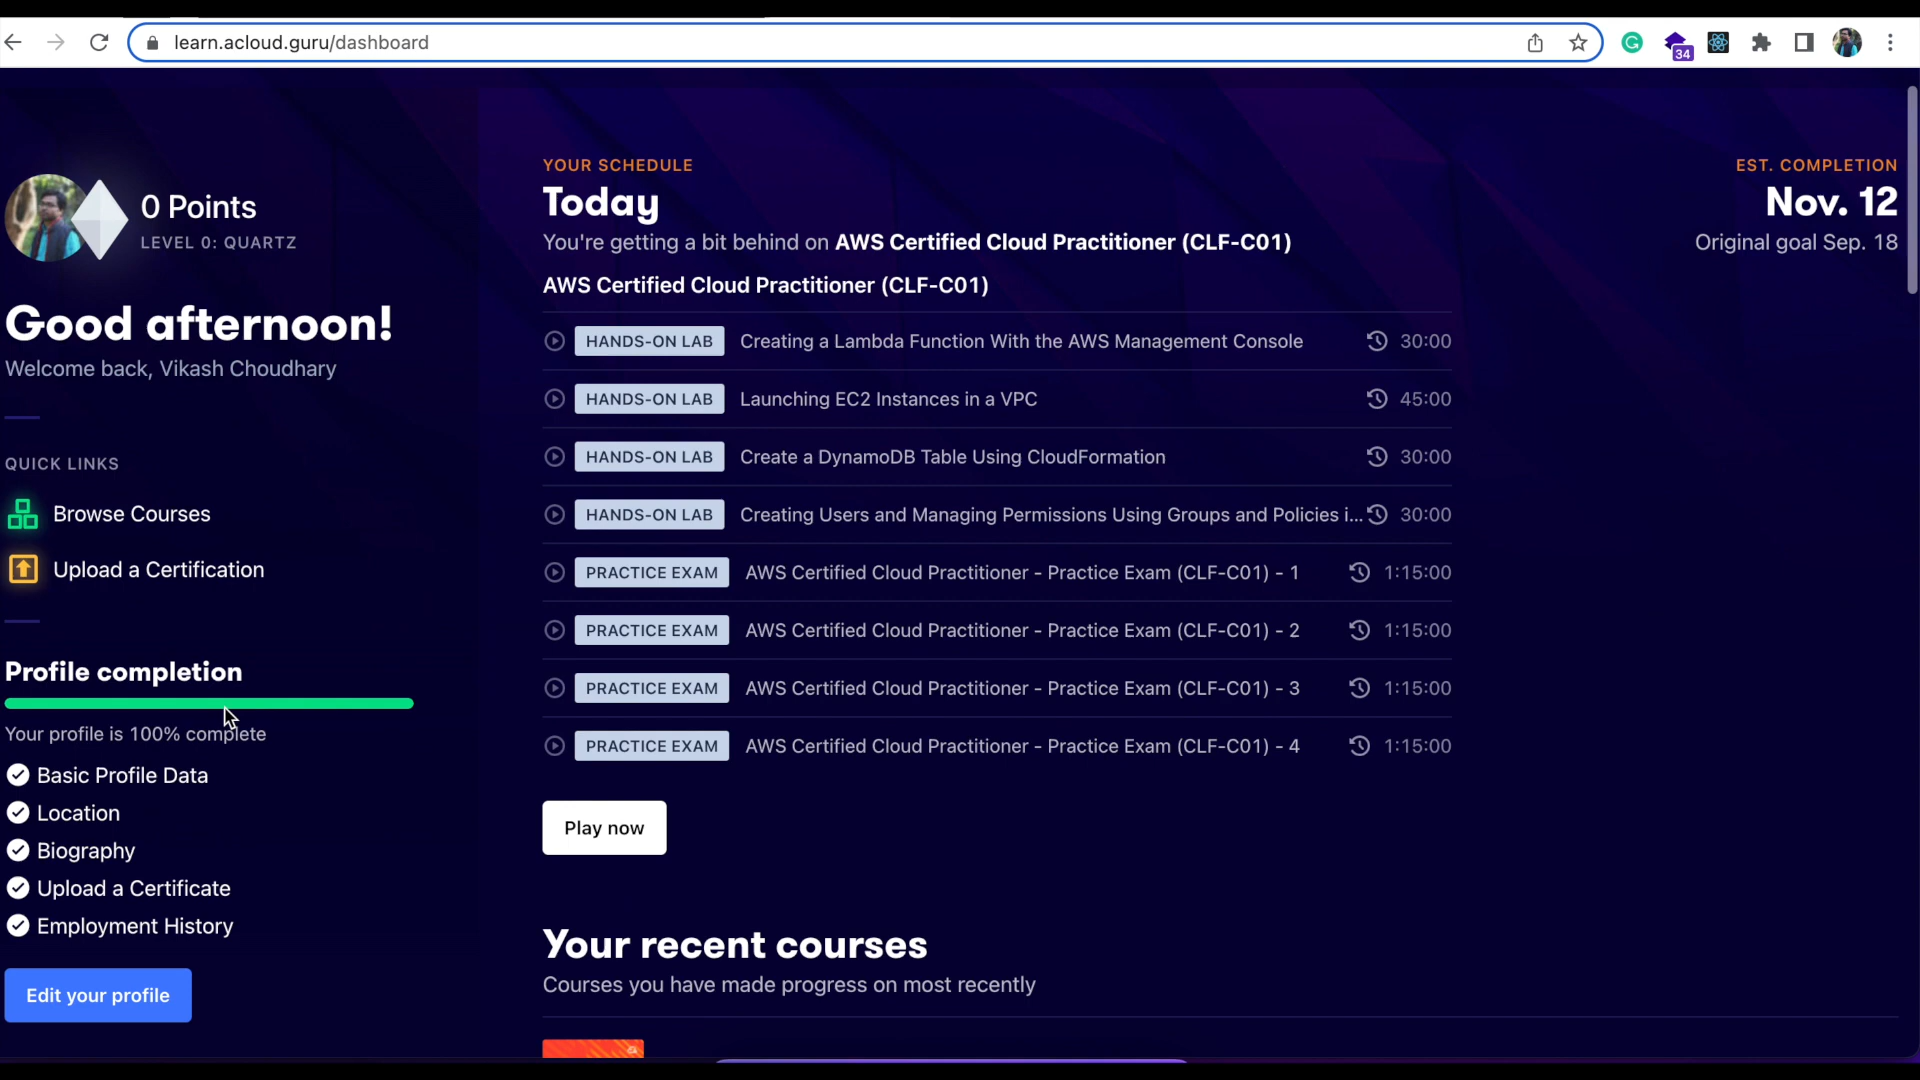 learn.acloud.guru/dashboard
34
0 Points
LEVEL 0: QUARTZ
Good afternoon!
Welcome back, Vikash Choudhary
QUICK LINKS
Browse Courses
Upload a Certification
Profile completion
Your profile is 100% complete
Basic Profile Data
Location
Biography
Upload a Certificate
Employment History
Edit your profile
YOUR SCHEDULE
Today
You're getting a bit behind on AWS Certified Cloud Practitioner (CLF-C01)
EST. COMPLETION
Nov. 12
Original goal Sep. 18
AWS Certified Cloud Practitioner (CLF-C01)
HANDS-ON LAB Creating a Lambda Function With the AWS Management Console 30:00
HANDS-ON LAB Launching EC2 Instances in a VPC 45:00
HANDS-ON LAB Create a DynamoDB Table Using CloudFormation 30:00
HANDS-ON LAB Creating Users and Managing Permissions Using Groups and Policies i... 30:00
PRACTICE EXAM AWS Certified Cloud Practitioner - Practice Exam (CLF-C01) - 1 1:15:00
PRACTICE EXAM AWS Certified Cloud Practitioner - Practice Exam (CLF-C01) - 2 1:15:00
PRACTICE EXAM AWS Certified Cloud Practitioner - Practice Exam (CLF-C01) - 3 1:15:00
PRACTICE EXAM AWS Certified Cloud Practitioner - Practice Exam (CLF-C01) - 4 1:15:00
Play now
Your recent courses
Courses you have made progress on most recently